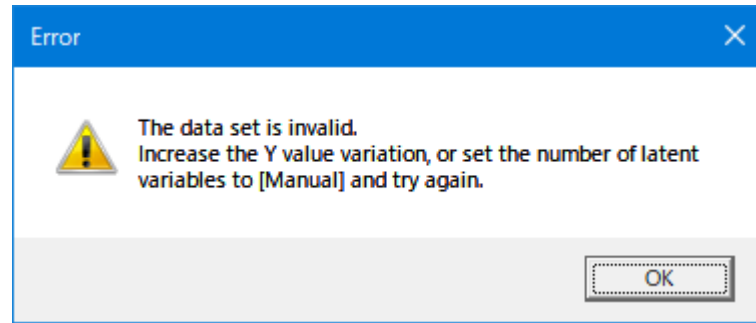 Error
The data set is invalid.
Increase the Y value variation, or set the number of latent
variables to [Manual] and try again.
OK